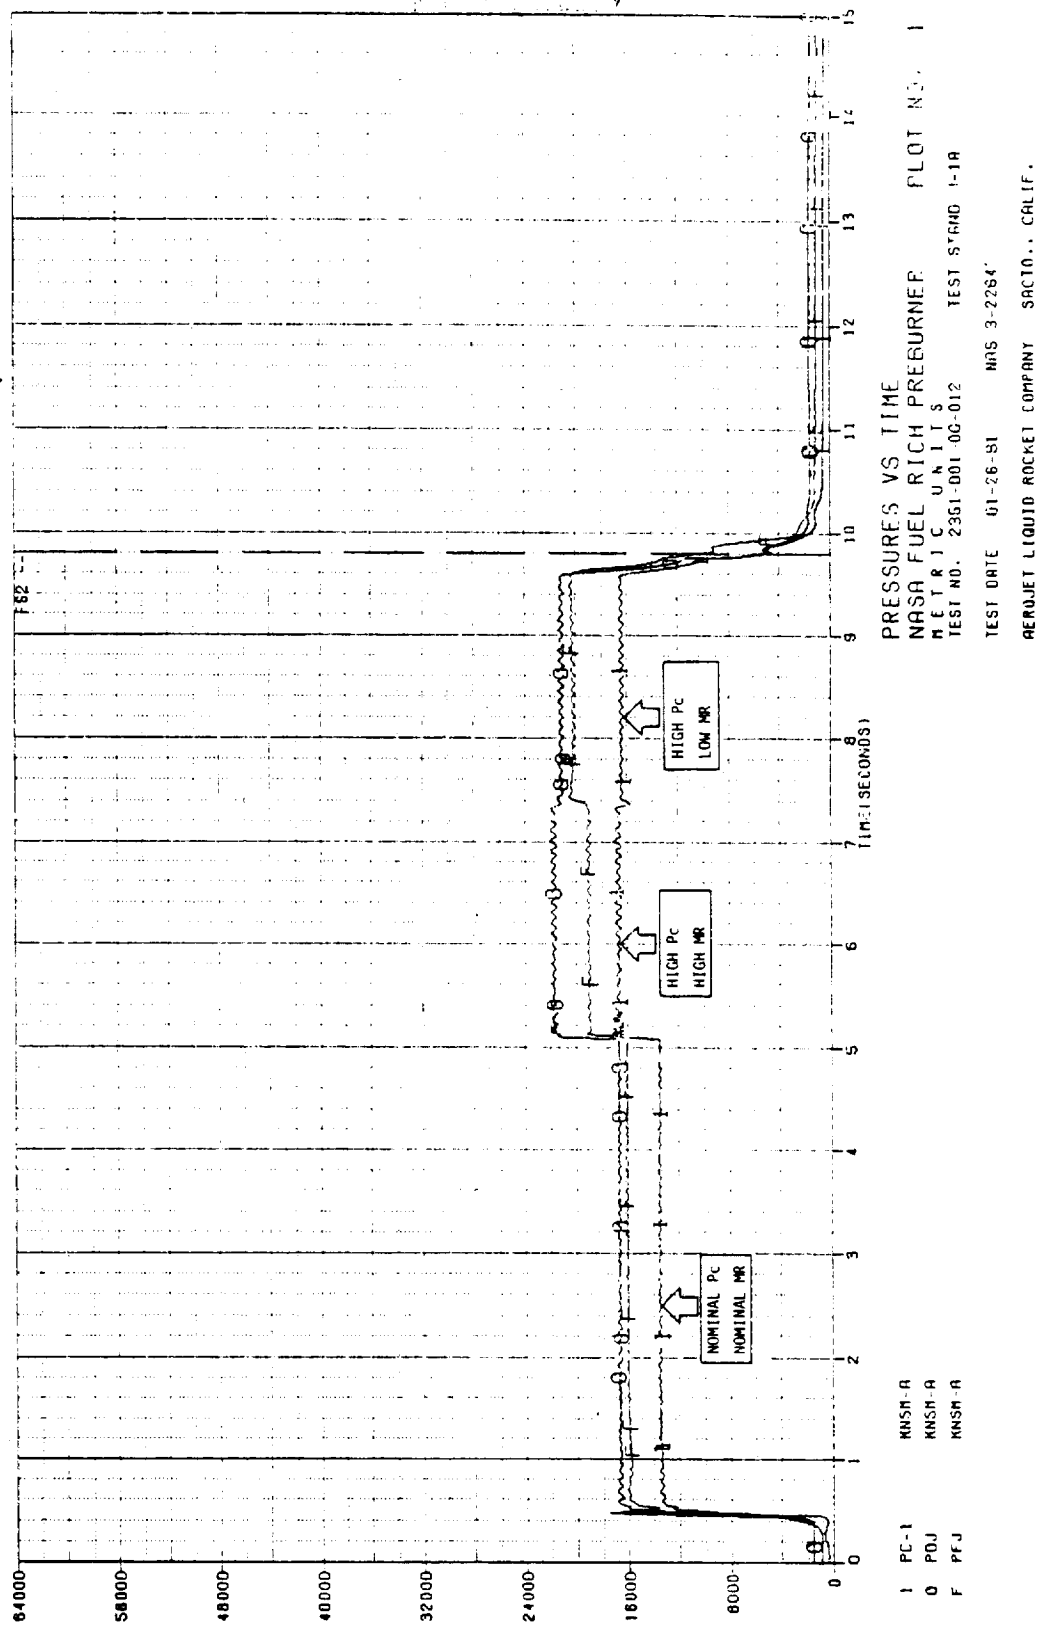 FS2
64000
56000
48000
40000
32000
24000
16000
8000
0
0 1 2 3 4 5 6 7 8 9 10 11 12 13 14 15
TIME(SECONDS)
NOMINAL Pc
NOMINAL MR
HIGH Pc
HIGH MR
HIGH Pc
LOW MR
1 PC-1 KNSM-A
O POJ KNSM-A
F PFJ KNSM-A
PRESSURES VS TIME
NASA FUEL RICH PREBURNER PLOT NO. 1
METRIC UNITS
TEST NO. 2361-D01-0G-012 TEST STAND
TEST DATE 01-26-81 NAS
AEROJET LIQUID ROCKET COMPANY SACTO., CALIF.